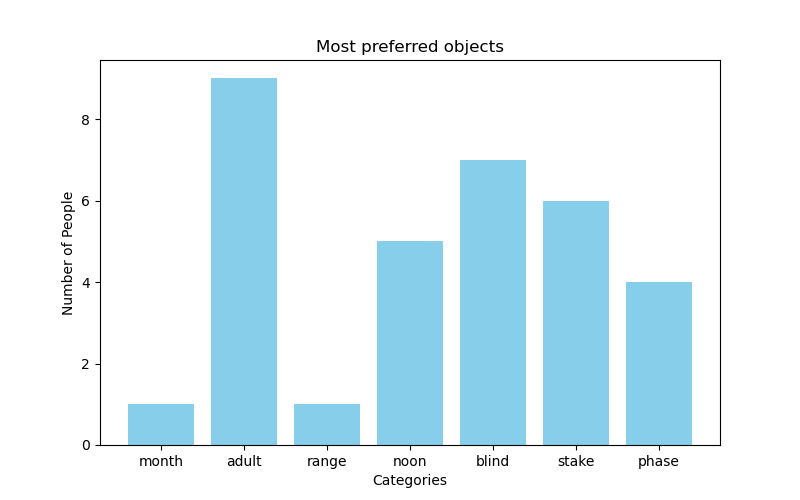 Most preferred objects
Number of People
8
6
4
2
0
month adult range noon blind stake phase
Categories